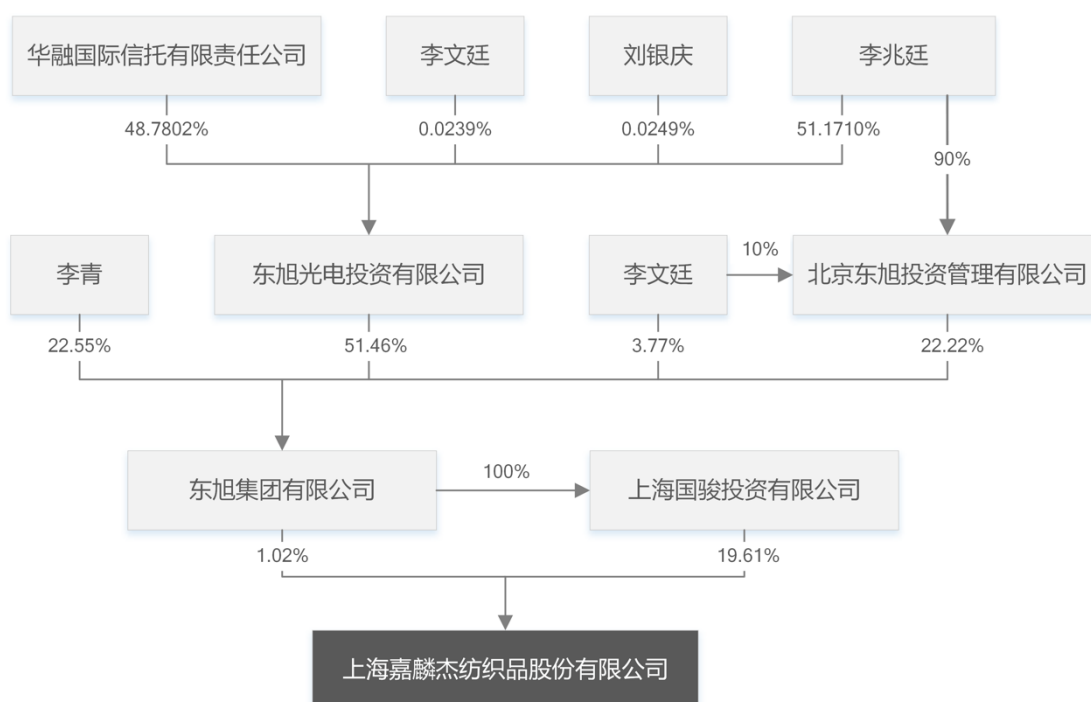 华融国际信托有限责任公司
李文廷
刘银庆
李兆廷
48.7802%
0.0239%
0.0249%
51.1710%
90%
李青
东旭光电投资有限公司
李文廷
10%
北京东旭投资管理有限公司
22.55%
51.46%
3.77%
22.22%
东旭集团有限公司
100%
上海国骏投资有限公司
1.02%
19.61%
上海嘉麟杰纺织品股份有限公司